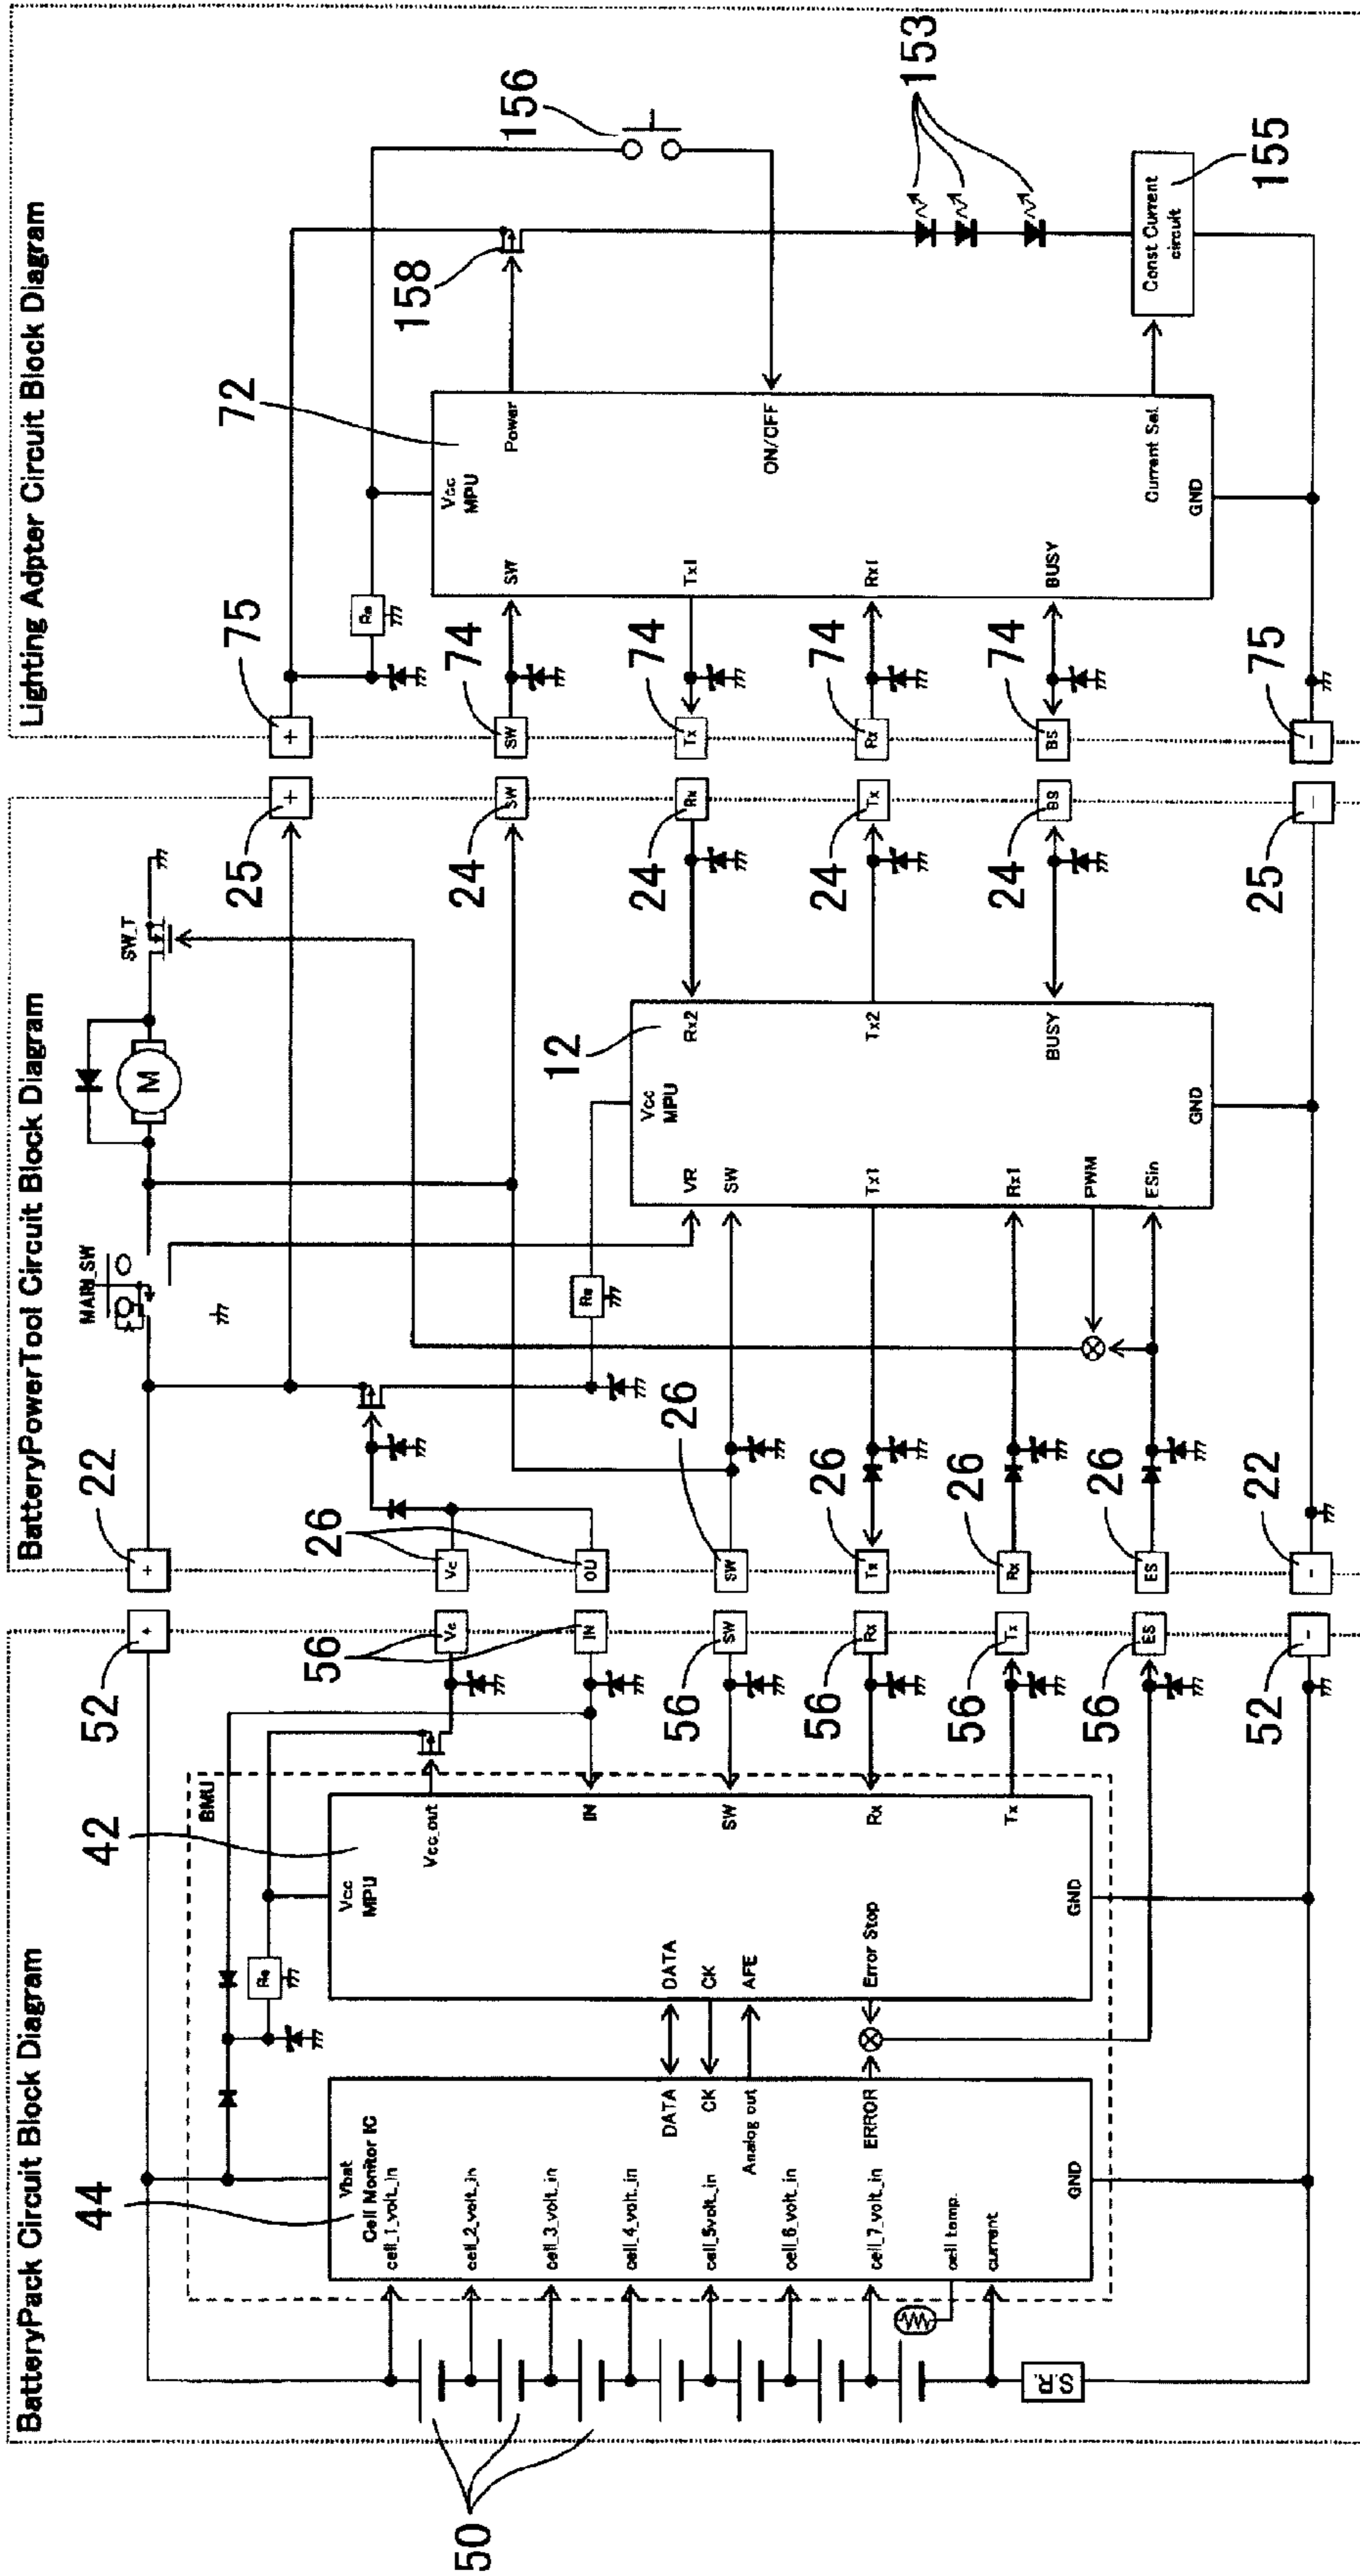 BatteryPack Circuit Block Diagram
44
42
52
50
BMU
Vbat
Cell Monitor IC
cell_1_volt_in
cell_2_volt_in
cell_3_volt_in
cell_4_volt_in
cell_5volt_in
cell_6_volt_in
cell_7_volt_in
cell temp.
current
GND
DATA
CK
Analog out
ERROR
Re
Vcc
MPU
Vcc_out
DATA
CK
AFE
Error Stop
IN
SW
Rx
Tx
GND
S.R.
+
Vc
IN
SW
Rx
Tx
ES
-
56
56
56
56
56
52
BatteryPowerTool Circuit Block Diagram
22
MAIN_SW
M
SW_T
25
26
26
26
26
26
22
+
Vc
OU
SW
Tx
Rx
ES
-
Re
12
Vcc
MPU
VR
SW
Tx1
Rx1
PWM
ESin
Rx2
Tx2
BUSY
GND
+
SW
Rx
Tx
BS
-
24
24
24
24
25
Lighting Adpter Circuit Block Diagram
75
+
SW
Tx
Rx
BS
-
74
74
74
74
75
Re
72
Vcc
MPU
SW
Tx1
Rx1
BUSY
Power
ON/OFF
Current Sel
GND
158
156
153
Const Current
circuit
155